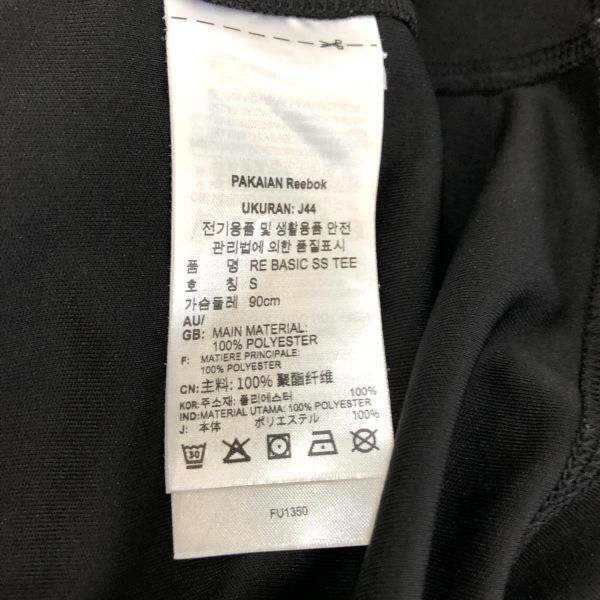 PAKAIAN Reebok
UKURAN: J44
전기용품 및 생활용품 안전
관리법에 의한 품질표시
품 명 RE BASIC SS TEE
호 칭 S
가슴둘레 90cm
AU/
GB: MAIN MATERIAL:
100% POLYESTER
F: MATIERE PRINCIPALE:
100% POLYESTER
CN: 主料: 100% 聚酯纤维
KOR: 주소재: 폴리에스터 100%
IND: MATERIAL UTAMA: 100% POLYESTER
J: 本体 ポリエステル 100%
30
FU1350